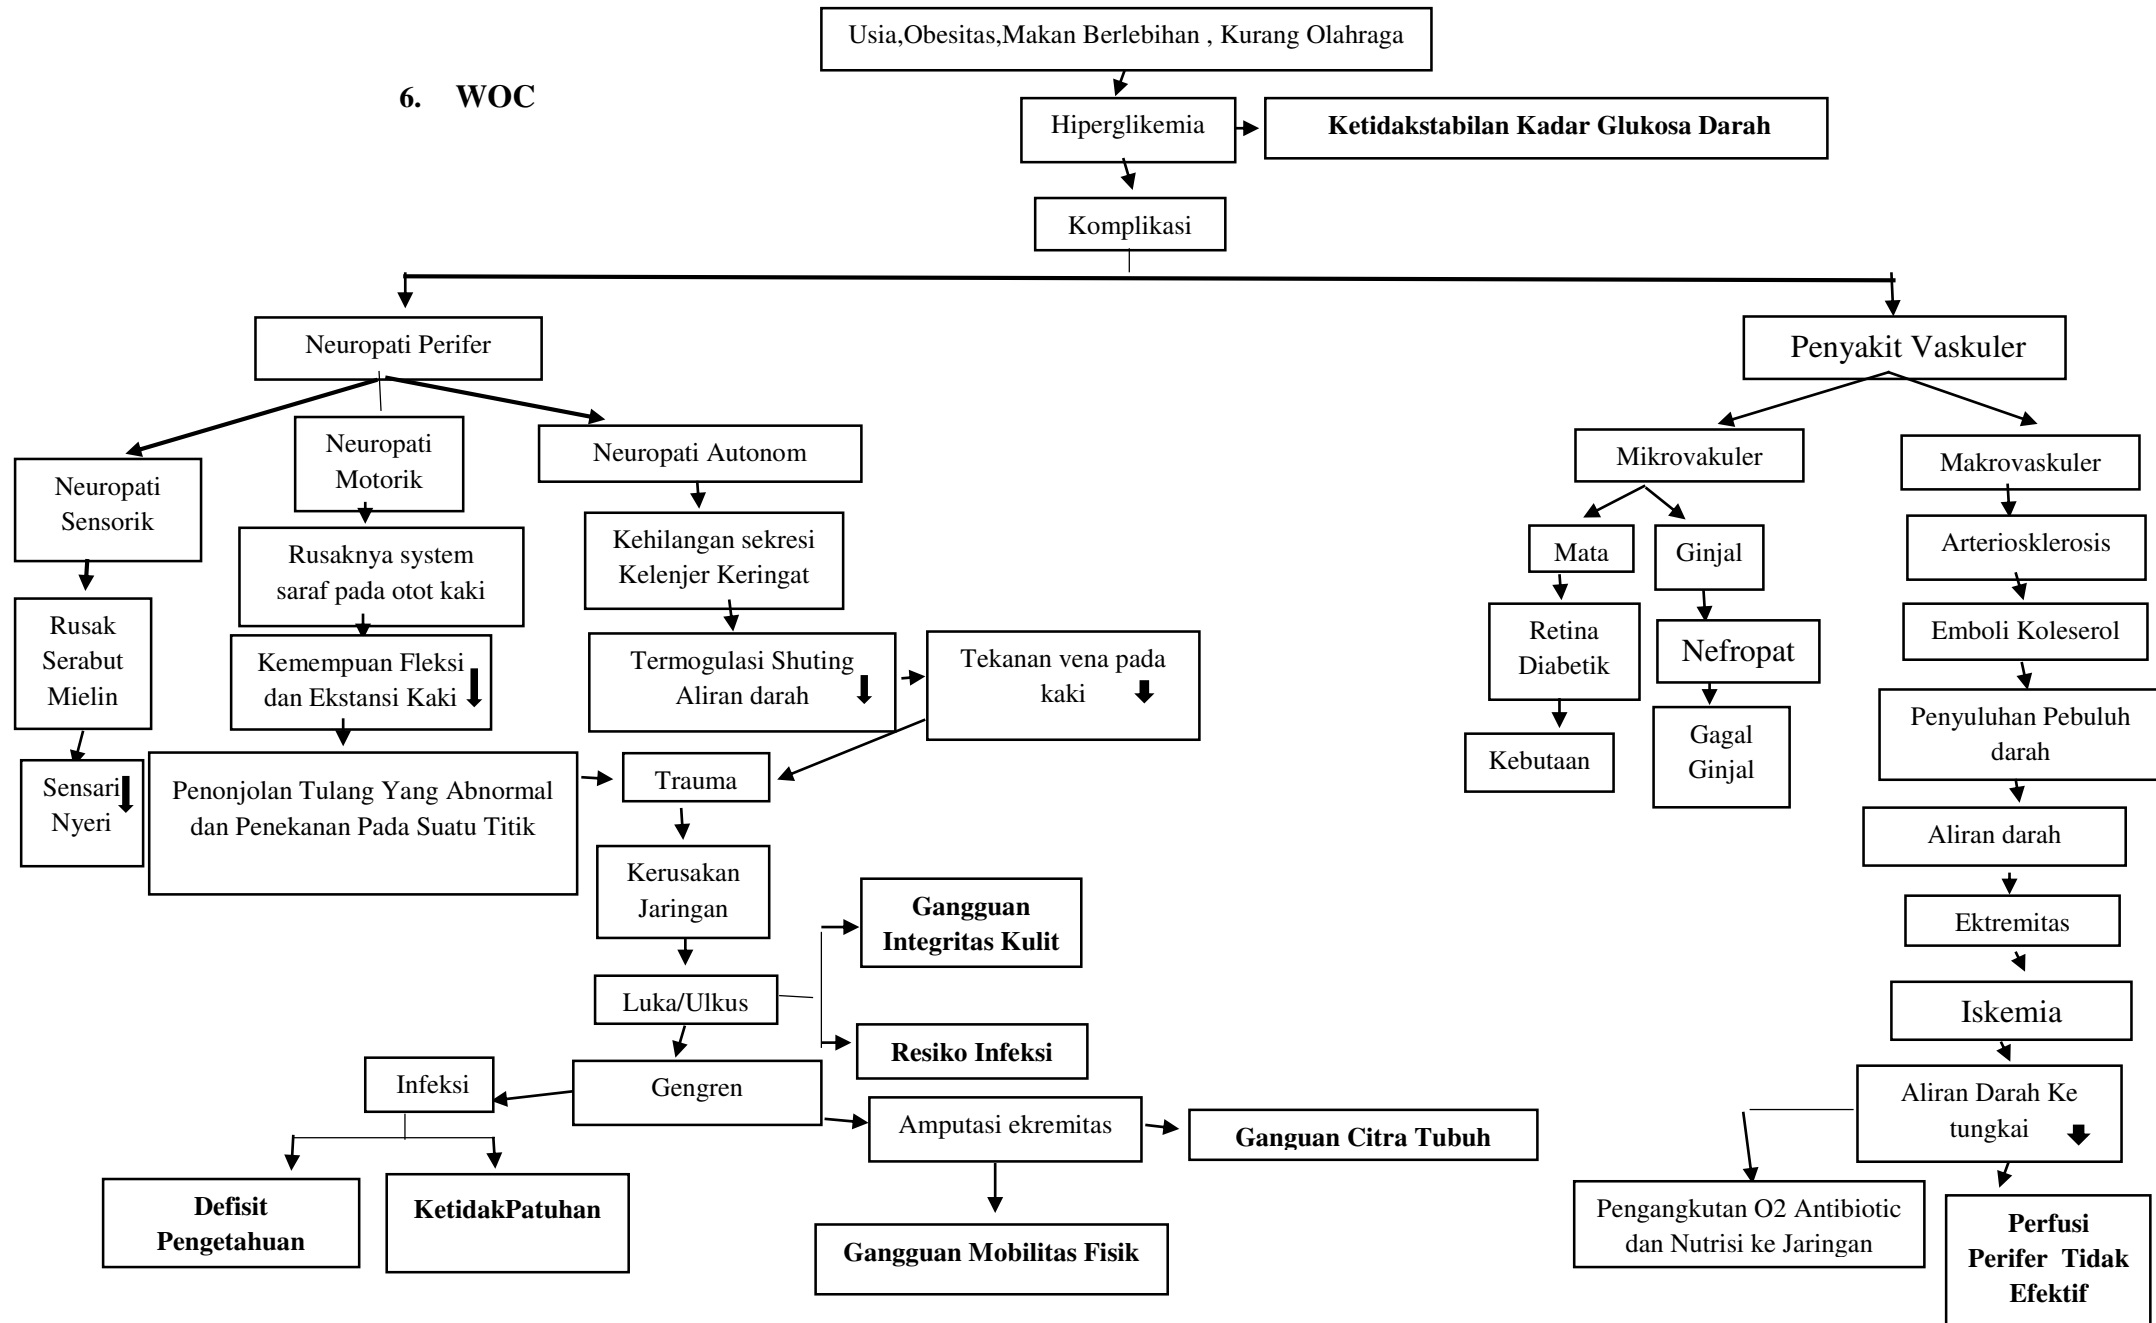 Usia,Obesitas,Makan Berlebihan , Kurang Olahraga
6. WOC
Hiperglikemia
Ketidakstabilan Kadar Glukosa Darah
Komplikasi
Neuropati Perifer
Penyakit Vaskuler
Neuropati
Sensorik
Neuropati
Motorik
Neuropati Autonom
Mikrovakuler
Makrovaskuler
Rusaknya system
saraf pada otot kaki
Kehilangan sekresi
Kelenjer Keringat
Mata
Ginjal
Arteriosklerosis
Rusak
Serabut
Mielin
Kemempuan Fleksi
dan Ekstansi Kaki
Termogulasi Shuting
Aliran darah
Tekanan vena pada
kaki
Retina
Diabetik
Nefropat
Emboli Koleserol
Sensari
Nyeri
Penonjolan Tulang Yang Abnormal
dan Penekanan Pada Suatu Titik
Trauma
Kebutaan
Gagal
Ginjal
Penyuluhan Pebuluh
darah
Aliran darah
Kerusakan
Jaringan
Gangguan
Integritas Kulit
Ektremitas
Luka/Ulkus
Iskemia
Resiko Infeksi
Infeksi
Gengren
Amputasi ekremitas
Ganguan Citra Tubuh
Aliran Darah Ke
tungkai
Defisit
Pengetahuan
KetidakPatuhan
Gangguan Mobilitas Fisik
Pengangkutan O2 Antibiotic
dan Nutrisi ke Jaringan
Perfusi
Perifer Tidak
Efektif